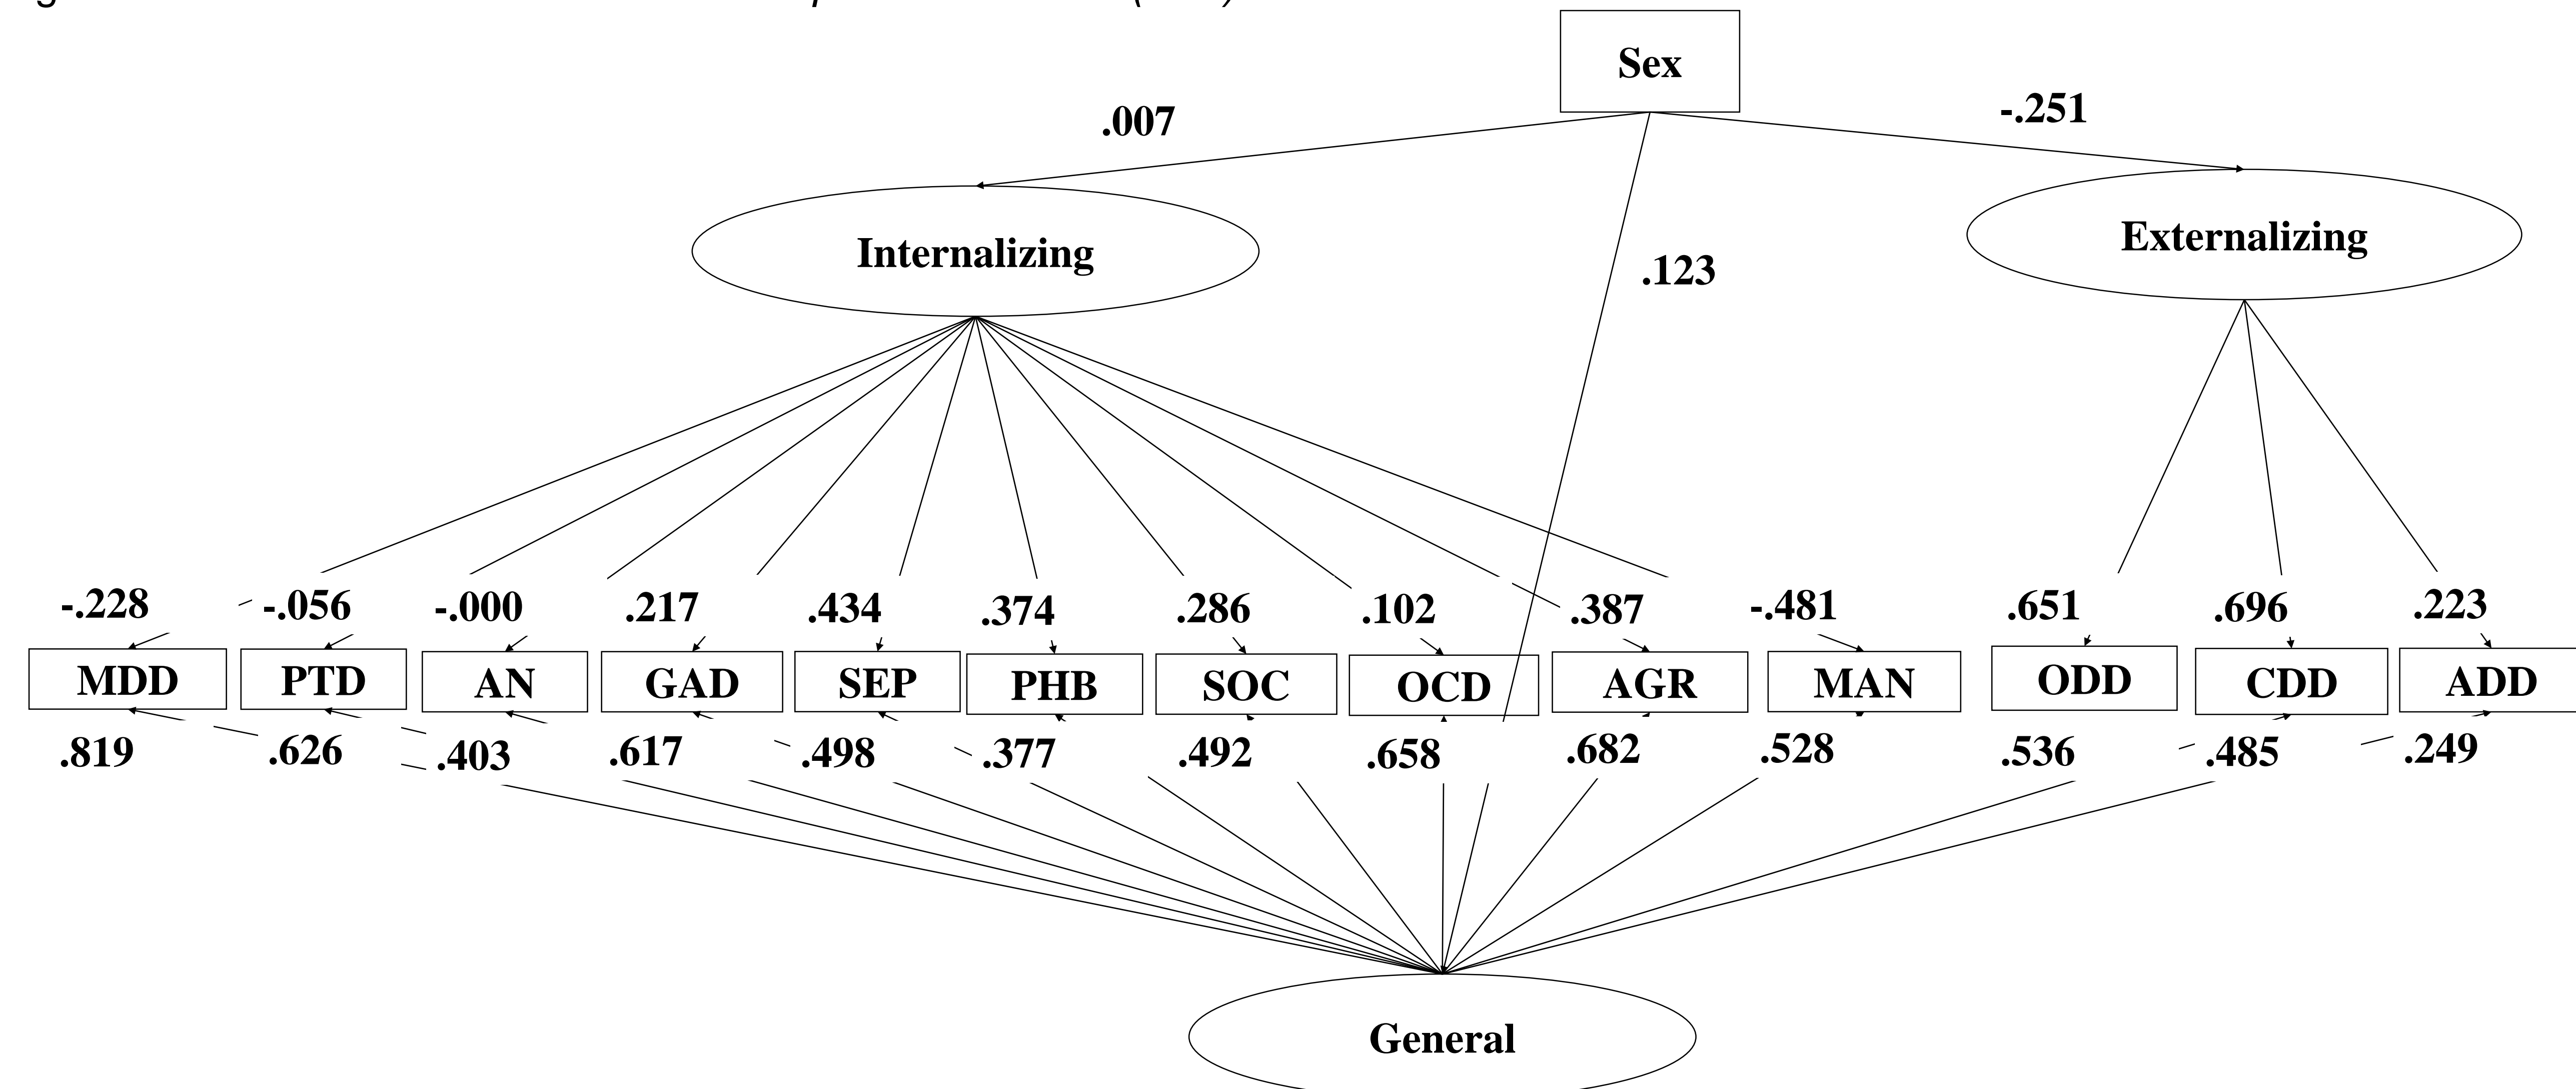 Sex
.007
-.251
Internalizing
Externalizing
.123
-.228 -.056 -.000 .217 .434 .374 .286 .102 .387 -.481 .651 .696 .223
MDD PTD AN GAD SEP PHB SOC OCD AGR MAN ODD CDD ADD
.819 .626 .403 .617 .498 .377 .492 .658 .682 .528 .536 .485 .249
General